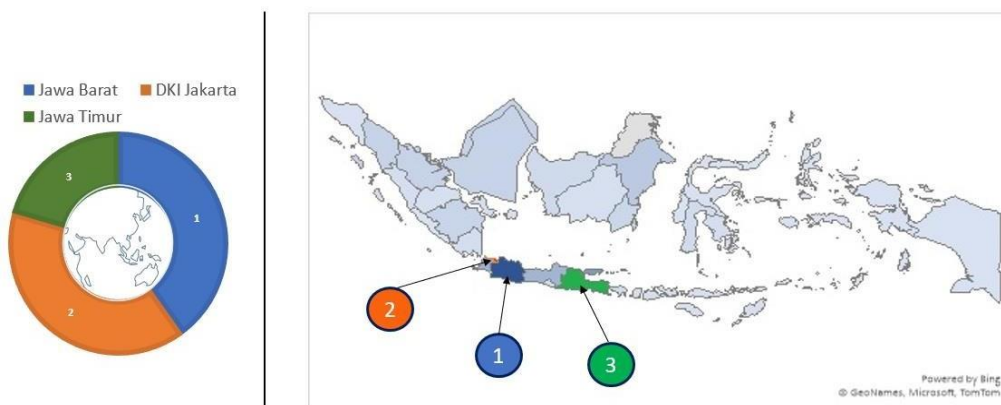 Jawa Barat
DKI Jakarta
Jawa Timur
3
1
2
2
1
3
Powered by Bing
© GeoNames, Microsoft, TomTom